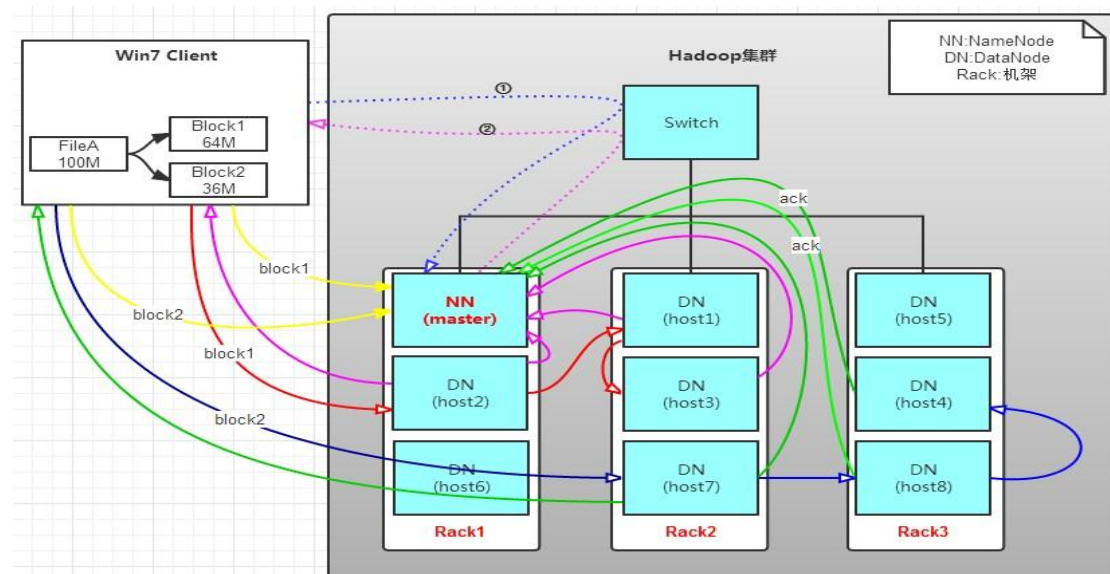 Win7 Client
FileA
100M
Block1
64M
Block2
36M
Hadoop集群
NN:NameNode
DN:DataNode
Rack:机架
①
②
Switch
ack
ack
block1
block2
block1
block2
NN
(master)
DN
(host2)
DN
(host6)
Rack1
DN
(host1)
DN
(host3)
DN
(host7)
Rack2
DN
(host5)
DN
(host4)
DN
(host8)
Rack3